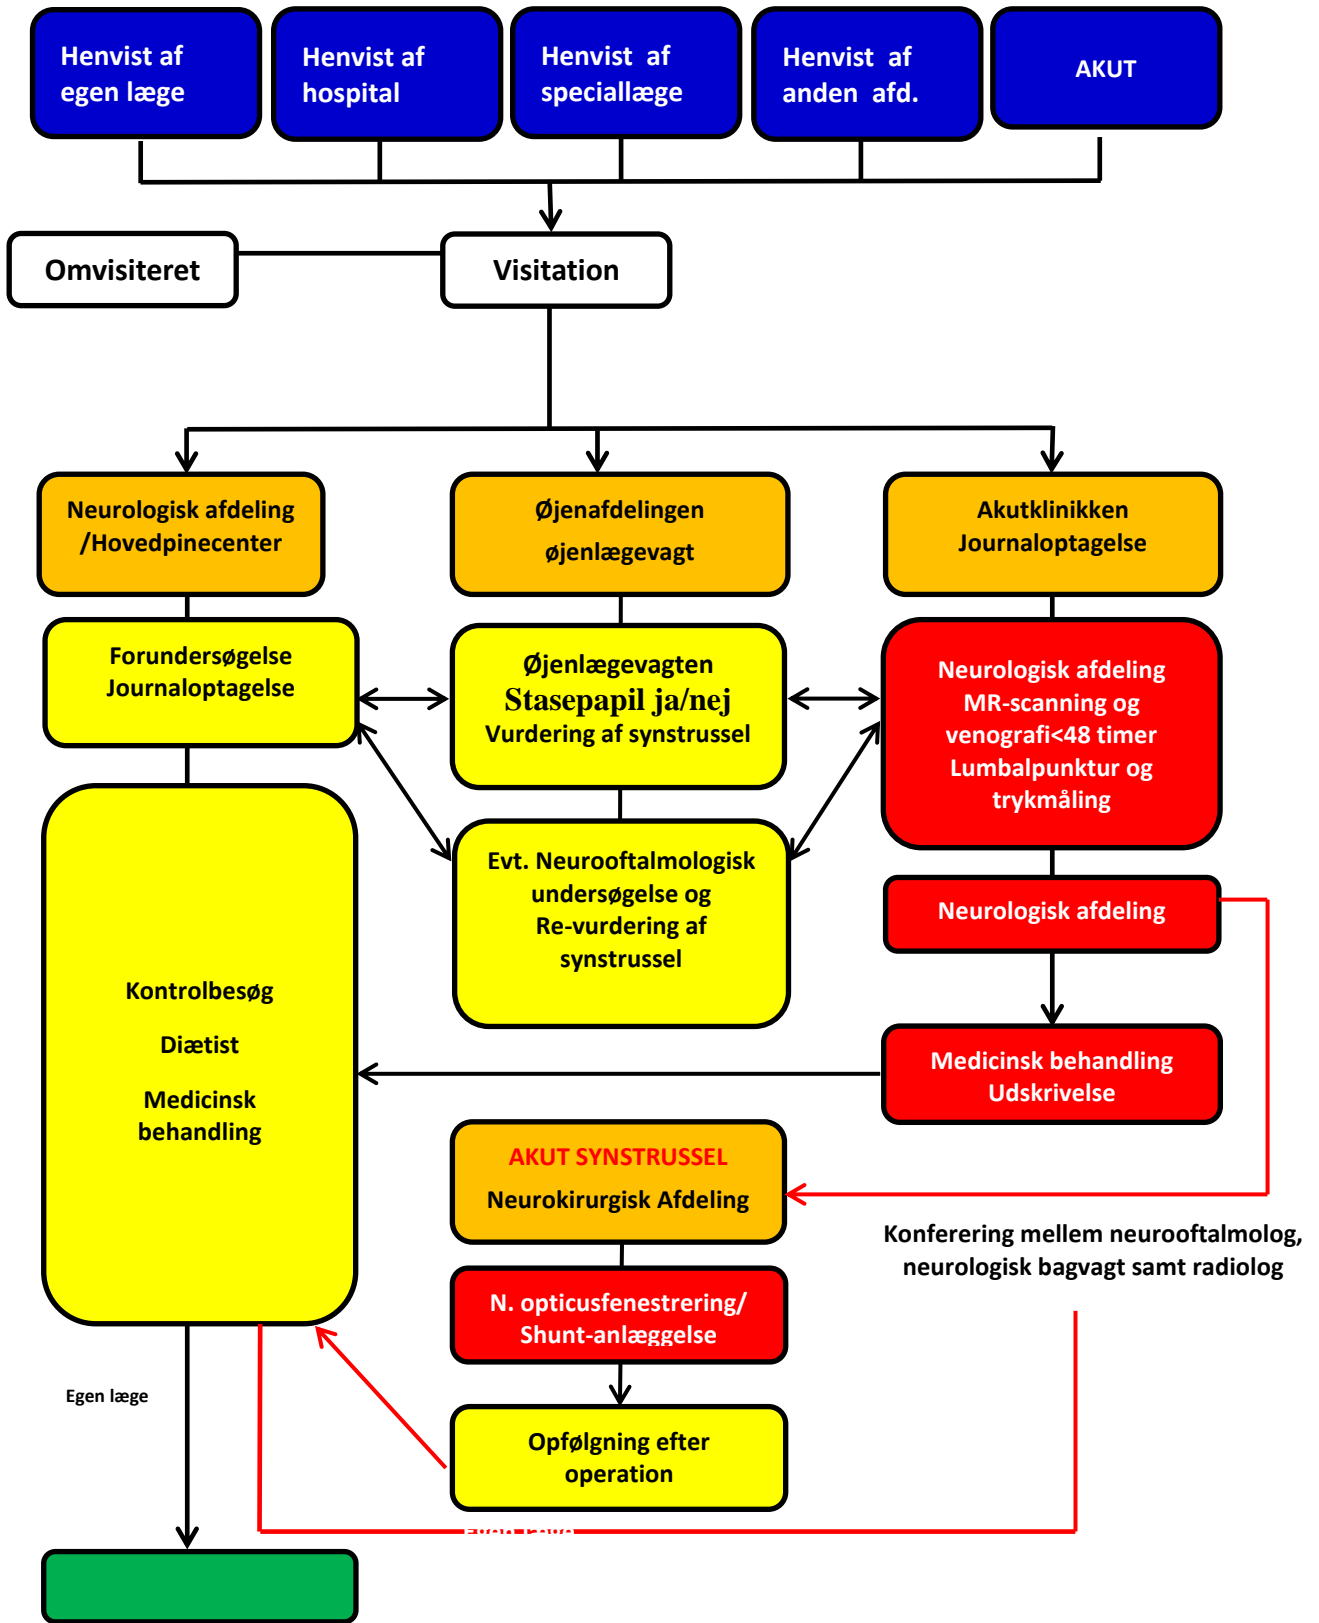 Henvist af
egen læge
Henvist af
hospital
Henvist af
speciallæge
Henvist af
anden afd.
AKUT
Omvisiteret
Visitation
Neurologisk afdeling
/Hovedpinecenter
Øjenafdelingen
øjenlægevagt
Akutklinikken
Journaloptagelse
Forundersøgelse
Journaloptagelse
Øjenlægevagten
Stasepapil ja/nej
Vurdering af synstrussel
Neurologisk afdeling
MR-scanning og
venografi<48 timer
Lumbalpunktur og
trykmåling
Evt. Neurooftalmologisk
undersøgelse og
Re-vurdering af
synstrussel
Neurologisk afdeling
Kontrolbesøg
Diætist
Medicinsk
behandling
Medicinsk behandling
Udskrivelse
AKUT SYNSTRUSSEL
Neurokirurgisk Afdeling
Konferering mellem neurooftalmolog,
neurologisk bagvagt samt radiolog
N. opticusfenestrering/
Shunt-anlæggelse
Egen læge
Opfølgning efter
operation
Egen læge